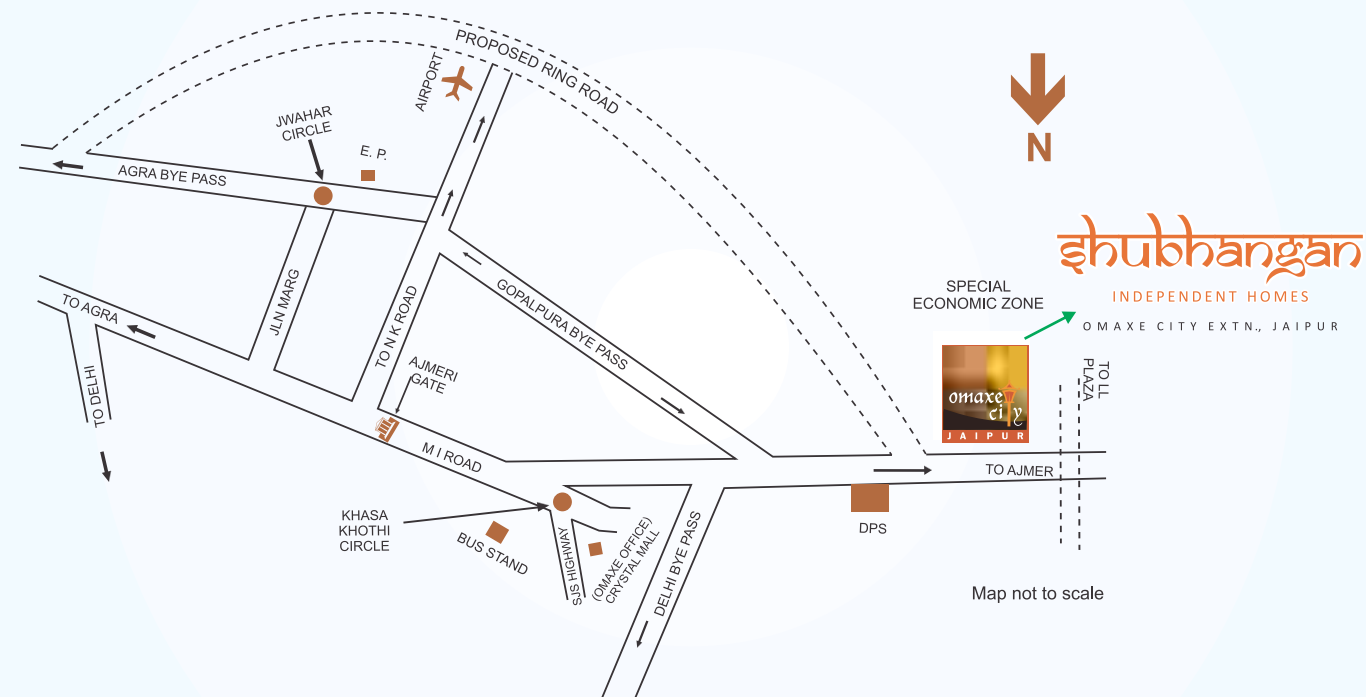 PROPOSED RING ROAD
AIRPORT
N
JWAHAR
CIRCLE
E. P.
AGRA BYE PASS
shubhangan
INDEPENDENT HOMES
OMAXE CITY EXTN., JAIPUR
SPECIAL
ECONOMIC ZONE
TO AGRA
JLN MARG
TO N K ROAD
GOPALPURA BYE PASS
AJMERI
GATE
TO DELHI
omaxe
city
JAIPUR
TO LL
PLAZA
M I ROAD
TO AJMER
KHASA
KHOTHI
CIRCLE
BUS STAND
SJS HIGHWAY
(OMAXE OFFICE)
CRYSTAL MALL
DELHI BYE PASS
DPS
Map not to scale